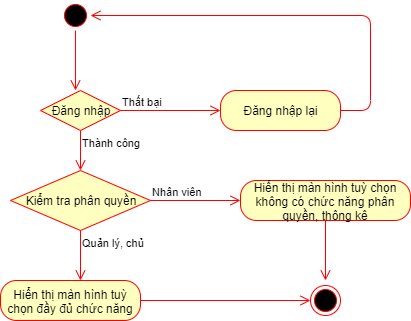 Thất bại
Đăng nhập
Đăng nhập lại
Thành công
Kiểm tra phân quyền
Nhân viên
Hiển thị màn hình tuỳ chọn
không có chức năng phân
quyền, thống kê
Quản lý, chủ
Hiển thị màn hình tuỳ
chọn đầy đủ chức năng